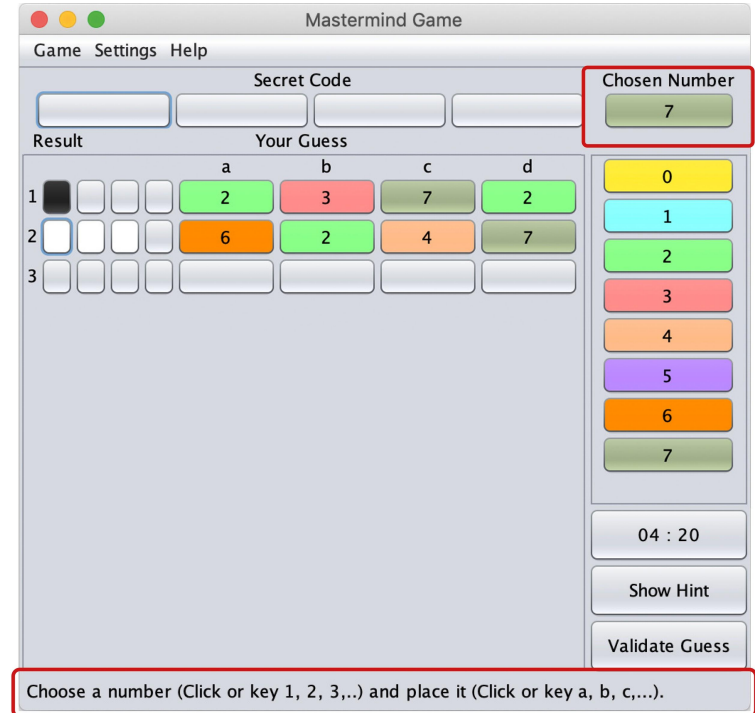 Mastermind Game
Game Settings Help
Secret Code Chosen Number
7
Result Your Guess
a b c d
1 2 3 7 2
2 6 2 4 7
3
0
1
2
3
4
5
6
7
04 : 20
Show Hint
Validate Guess
Choose a number (Click or key 1, 2, 3,..) and place it (Click or key a, b, c,...).